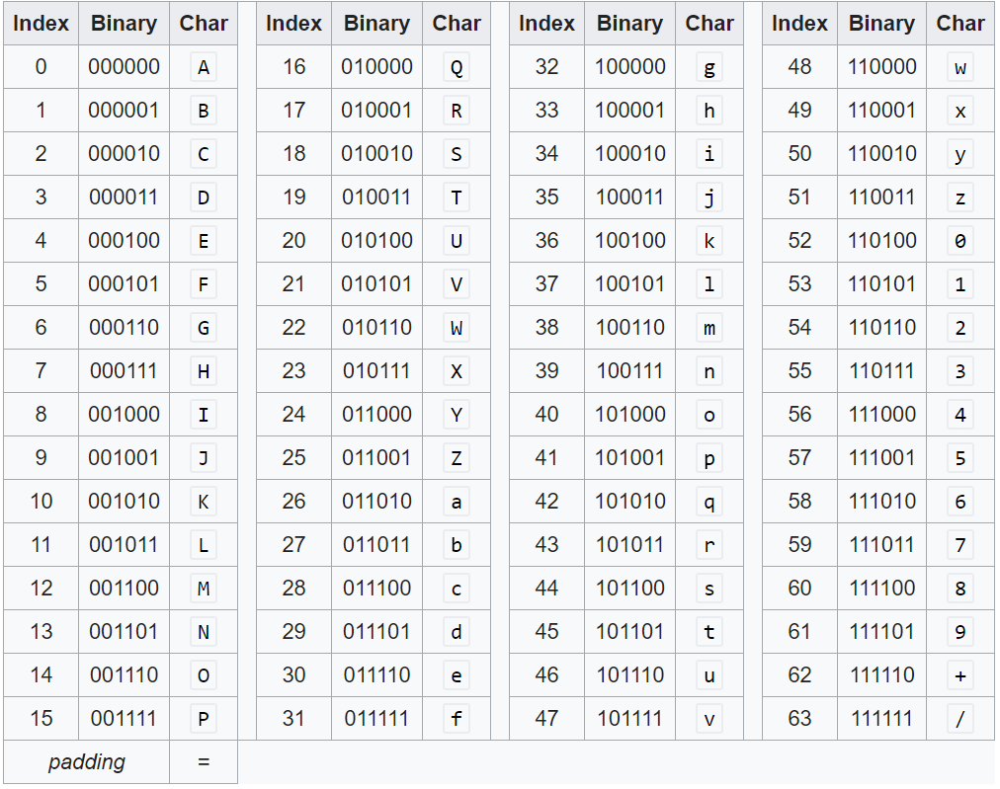 Index Binary Char Index Binary Char Index Binary Char Index Binary Char
0 000000 A 16 010000 Q 32 100000 g 48 110000 w
1 000001 B 17 010001 R 33 100001 h 49 110001 x
2 000010 C 18 010010 S 34 100010 i 50 110010 y
3 000011 D 19 010011 T 35 100011 j 51 110011 z
4 000100 E 20 010100 U 36 100100 k 52 110100 0
5 000101 F 21 010101 V 37 100101 l 53 110101 1
6 000110 G 22 010110 W 38 100110 m 54 110110 2
7 000111 H 23 010111 X 39 100111 n 55 110111 3
8 001000 I 24 011000 Y 40 101000 o 56 111000 4
9 001001 J 25 011001 Z 41 101001 p 57 111001 5
10 001010 K 26 011010 a 42 101010 q 58 111010 6
11 001011 L 27 011011 b 43 101011 r 59 111011 7
12 001100 M 28 011100 c 44 101100 s 60 111100 8
13 001101 N 29 011101 d 45 101101 t 61 111101 9
14 001110 O 30 011110 e 46 101110 u 62 111110 +
15 001111 P 31 011111 f 47 101111 v 63 111111 /
padding =